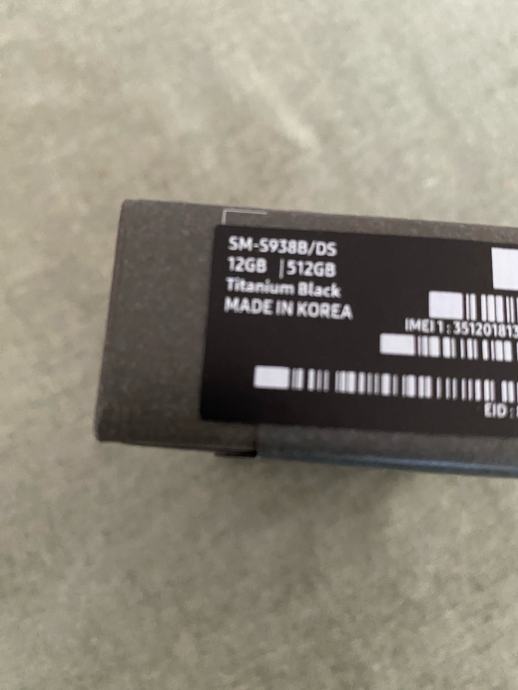 SM-S938B/DS
12GB | 512GB
Titanium Black
MADE IN KOREA
IMEI 1 : 351201813
EID :